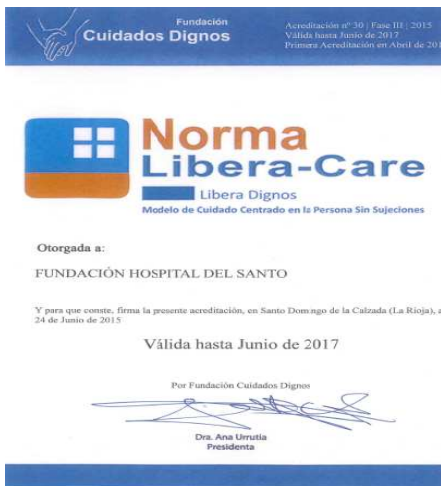 Fundación
Cuidados Dignos
Acreditación nº 30 | Fase III | 2015
Válida hasta Junio de 2017
Primera Acreditación en Abril de
Norma
Libera-Care
Libera Dignos
Modelo de Cuidado Centrado en la Persona Sin Sujeciones
Otorgada a:
FUNDACIÓN HOSPITAL DEL SANTO
Y para que conste, firma la presente acreditación, en Santo Domingo de la Calzada (La Rioja), a
24 de Junio de 2015
Válida hasta Junio de 2017
Por Fundación Cuidados Dignos
Dra. Ana Urrutia
Presidenta